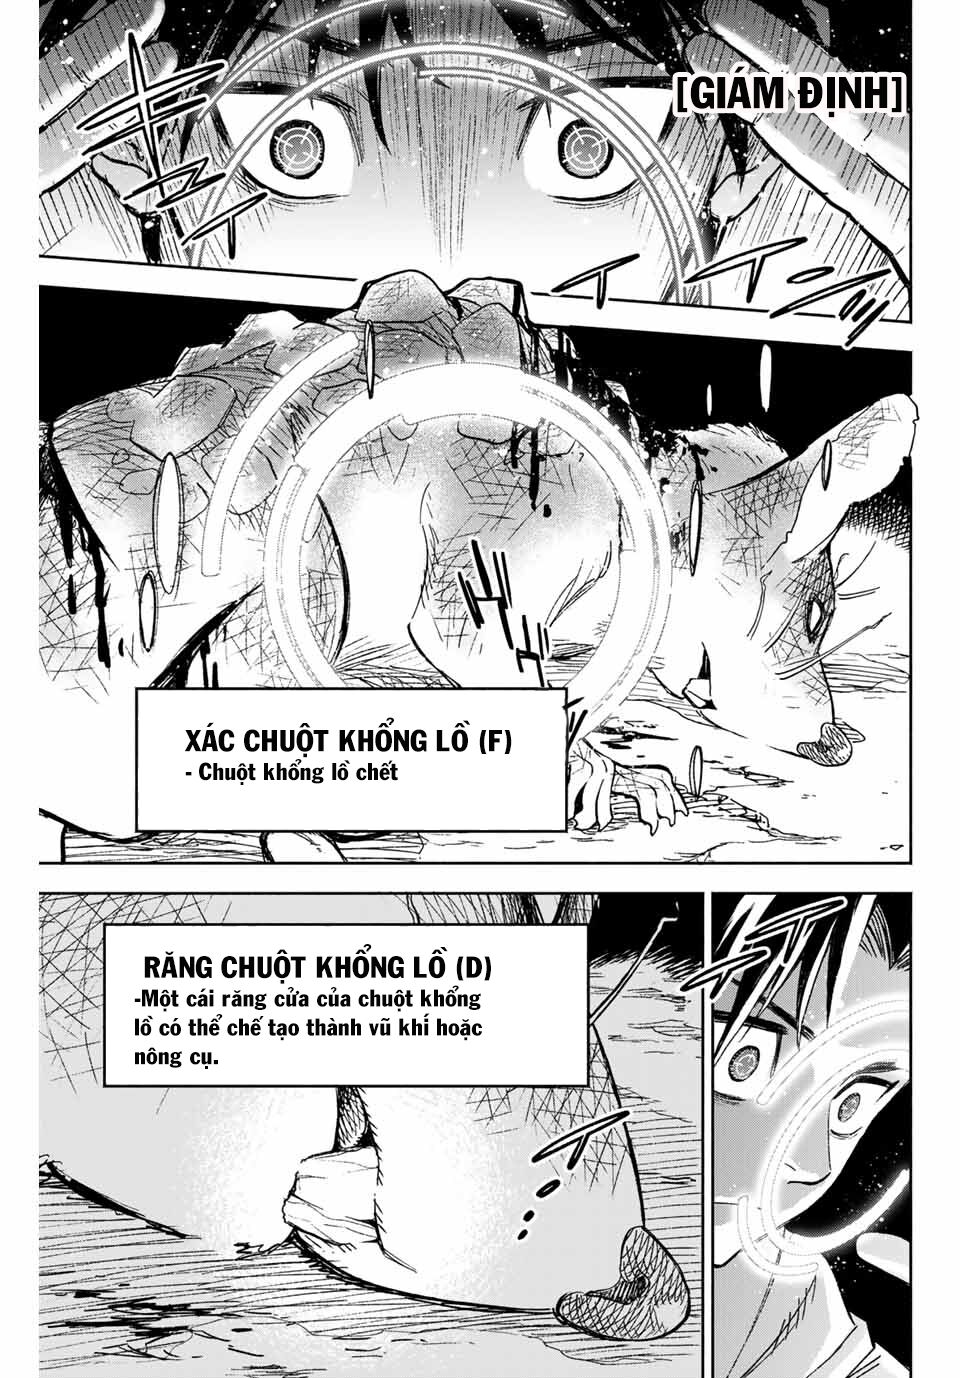 [GIÁM ĐỊNH]
XÁC CHUỘT KHỔNG LỒ (F)
- Chuột khổng lồ chết
RĂNG CHUỘT KHỔNG LỒ (D)
-Một cái răng cửa của chuột khổng
lồ có thể chế tạo thành vũ khí hoặc
nông cụ.